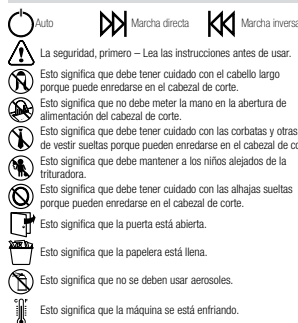 Auto Marcha directa Marcha inversa
La seguridad, primero – Lea las instrucciones antes de usar.
Esto significa que debe tener cuidado con el cabello largo
porque puede enredarse en el cabezal de corte.
Esto significa que no debe meter la mano en la abertura de
alimentación del cabezal de corte.
Esto significa que debe tener cuidado con las corbatas y otras
de vestir sueltas porque pueden enredarse en el cabezal de co
Esto significa que debe mantener a los niños alejados de la
trituradora.
Esto significa que debe tener cuidado con las alhajas sueltas
porque pueden enredarse en el cabezal de corte.
Esto significa que la puerta está abierta.
Esto significa que la papelera está llena.
Esto significa que no se deben usar aerosoles.
Esto significa que la máquina se está enfriando.